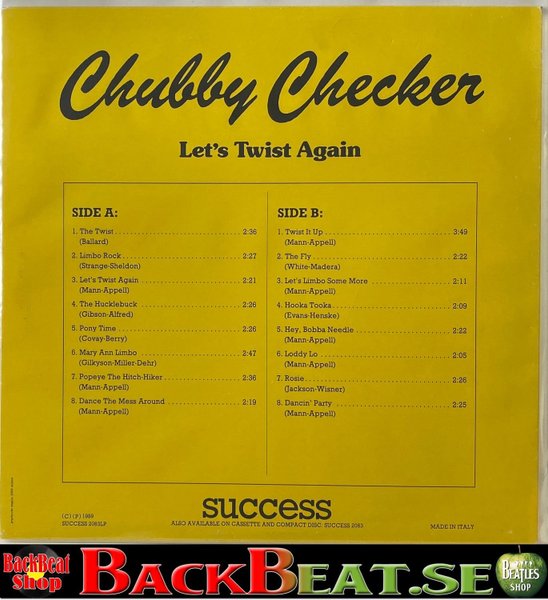 Chubby Checker
Let's Twist Again
SIDE A:
1. The Twist 2:36
(Ballard)
2. Limbo Rock 2:27
(Strange-Sheldon)
3. Let's Twist Again 2:21
(Mann-Appell)
4. The Hucklebuck 2:26
(Gibson-Alfred)
5. Pony Time 2:26
(Covay-Berry)
6. Mary Ann Limbo 2:47
(Gilkyson-Miller-Dehr)
7. Popeye The Hitch-Hiker 2:36
(Mann-Appell)
8. Dance The Mess Around 2:19
(Mann-Appell)
SIDE B:
1. Twist It Up 3:49
(Mann-Appell)
2. The Fly 2:22
(White-Madera)
3. Let's Limbo Some More 2:11
(Mann-Appell)
4. Hooka Tooka 2:09
(Evans-Henske)
5. Hey, Bobba Needle 2:22
(Mann-Appell)
6. Loddy Lo 2:05
(Mann-Appell)
7. Rosie 2:26
(Jackson-Wisner)
8. Dancin' Party 2:25
(Mann-Appell)
(C) (P) 1989
SUCCESS 2083LP
success
ALSO AVAILABLE ON CASSETTE AND COMPACT DISC: SUCCESS 2083
MADE IN ITALY
BackBeat
Shop
BACKBEAT.SE
BEATLES
SHOP